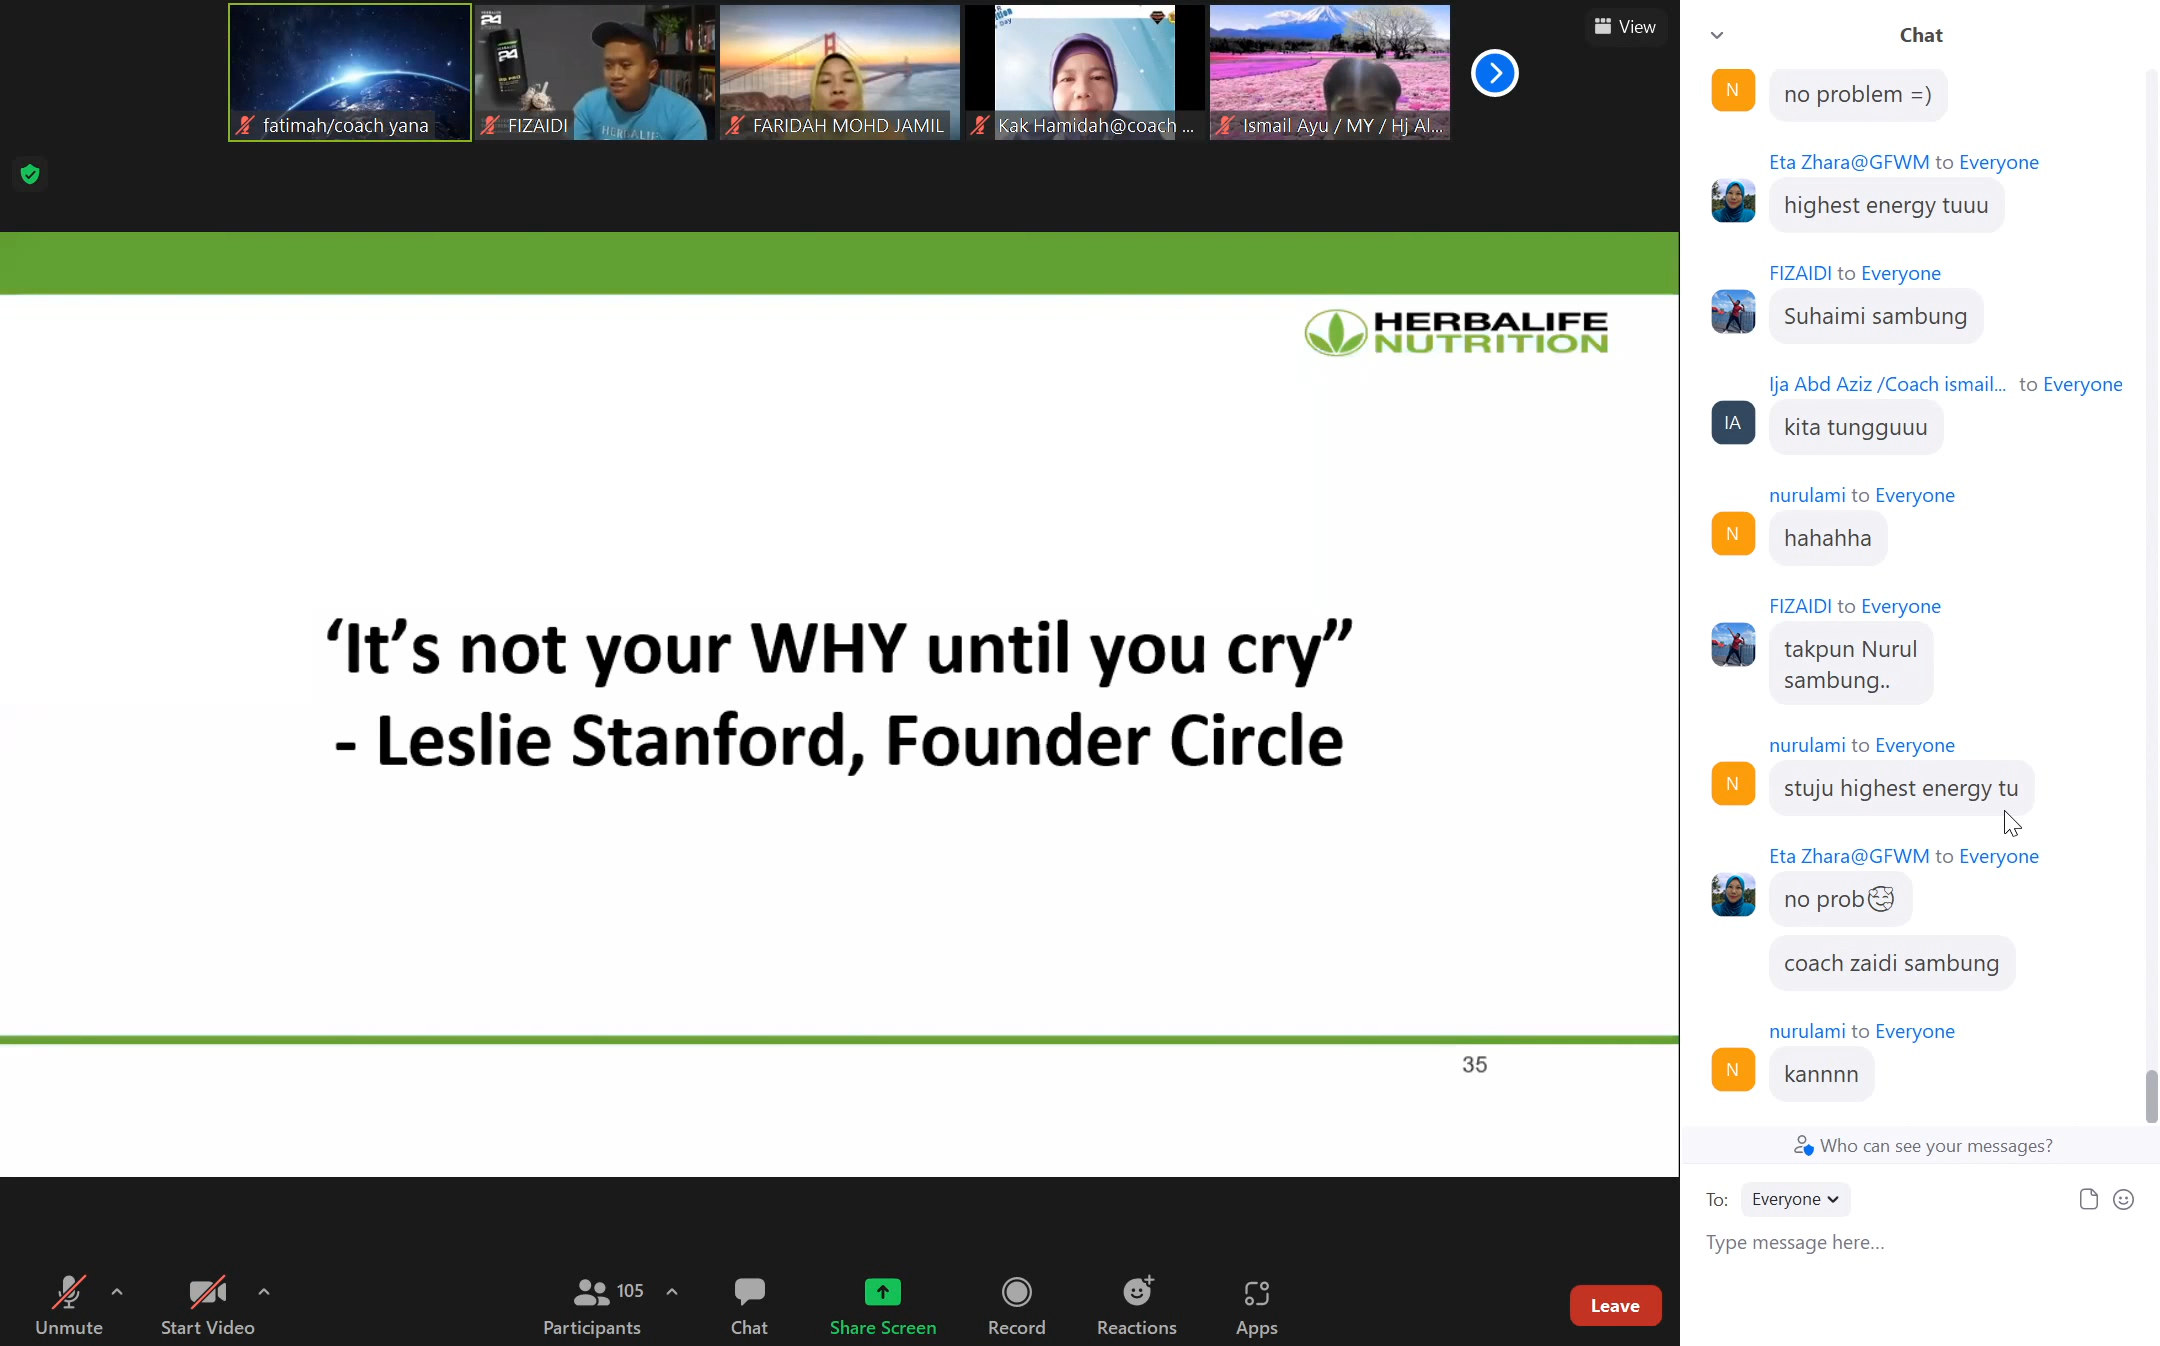 fatimah/coach yana
FIZAIDI
FARIDAH MOHD JAMIL
Kak Hamidah@coach ...
Ismail Ayu / MY / Hj Al...
View
HERBALIFE
24
HERBALIFE
HERBALIFE
NUTRITION
‘It’s not your WHY until you cry”
- Leslie Stanford, Founder Circle
35
Unmute
Start Video
105
Participants
Chat
Share Screen
Record
Reactions
Apps
Leave
Chat
N
no problem =)
Eta Zhara@GFWM to Everyone
highest energy tuuu
FIZAIDI to Everyone
Suhaimi sambung
Ija Abd Aziz /Coach ismail... to Everyone
IA
kita tungguuu
nurulami to Everyone
N
hahahha
FIZAIDI to Everyone
takpun Nurul
sambung..
nurulami to Everyone
N
stuju highest energy tu
Eta Zhara@GFWM to Everyone
no prob🥰
coach zaidi sambung
nurulami to Everyone
N
kannnn
Who can see your messages?
To: Everyone
Type message here...